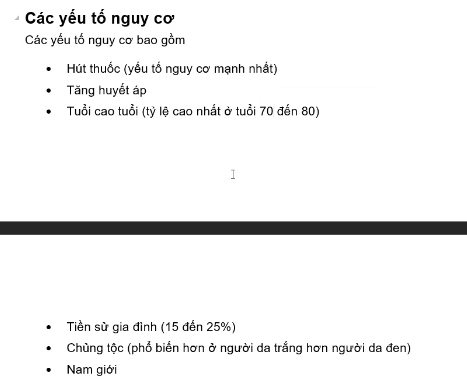 Các yếu tố nguy cơ
Các yếu tố nguy cơ bao gồm
• Hút thuốc (yếu tố nguy cơ mạnh nhất)
• Tăng huyết áp
• Tuổi cao tuổi (tỷ lệ cao nhất ở tuổi 70 đến 80)
• Tiền sử gia đình (15 đến 25%)
• Chủng tộc (phổ biến hơn ở người da trắng hơn người da đen)
• Nam giới